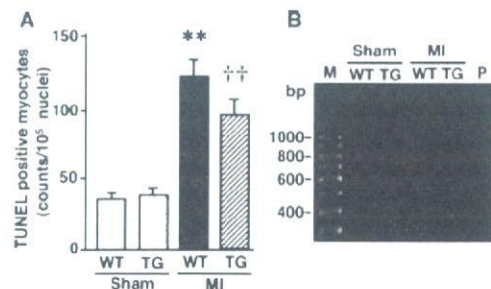 A
TUNEL positive myocytes
(counts/10⁵ nuclei)
150
100
50
0
**
††
WT TG WT TG
Sham MI
B
Sham MI
M WT TG WT TG P
bp
1000-
800-
600-
400-